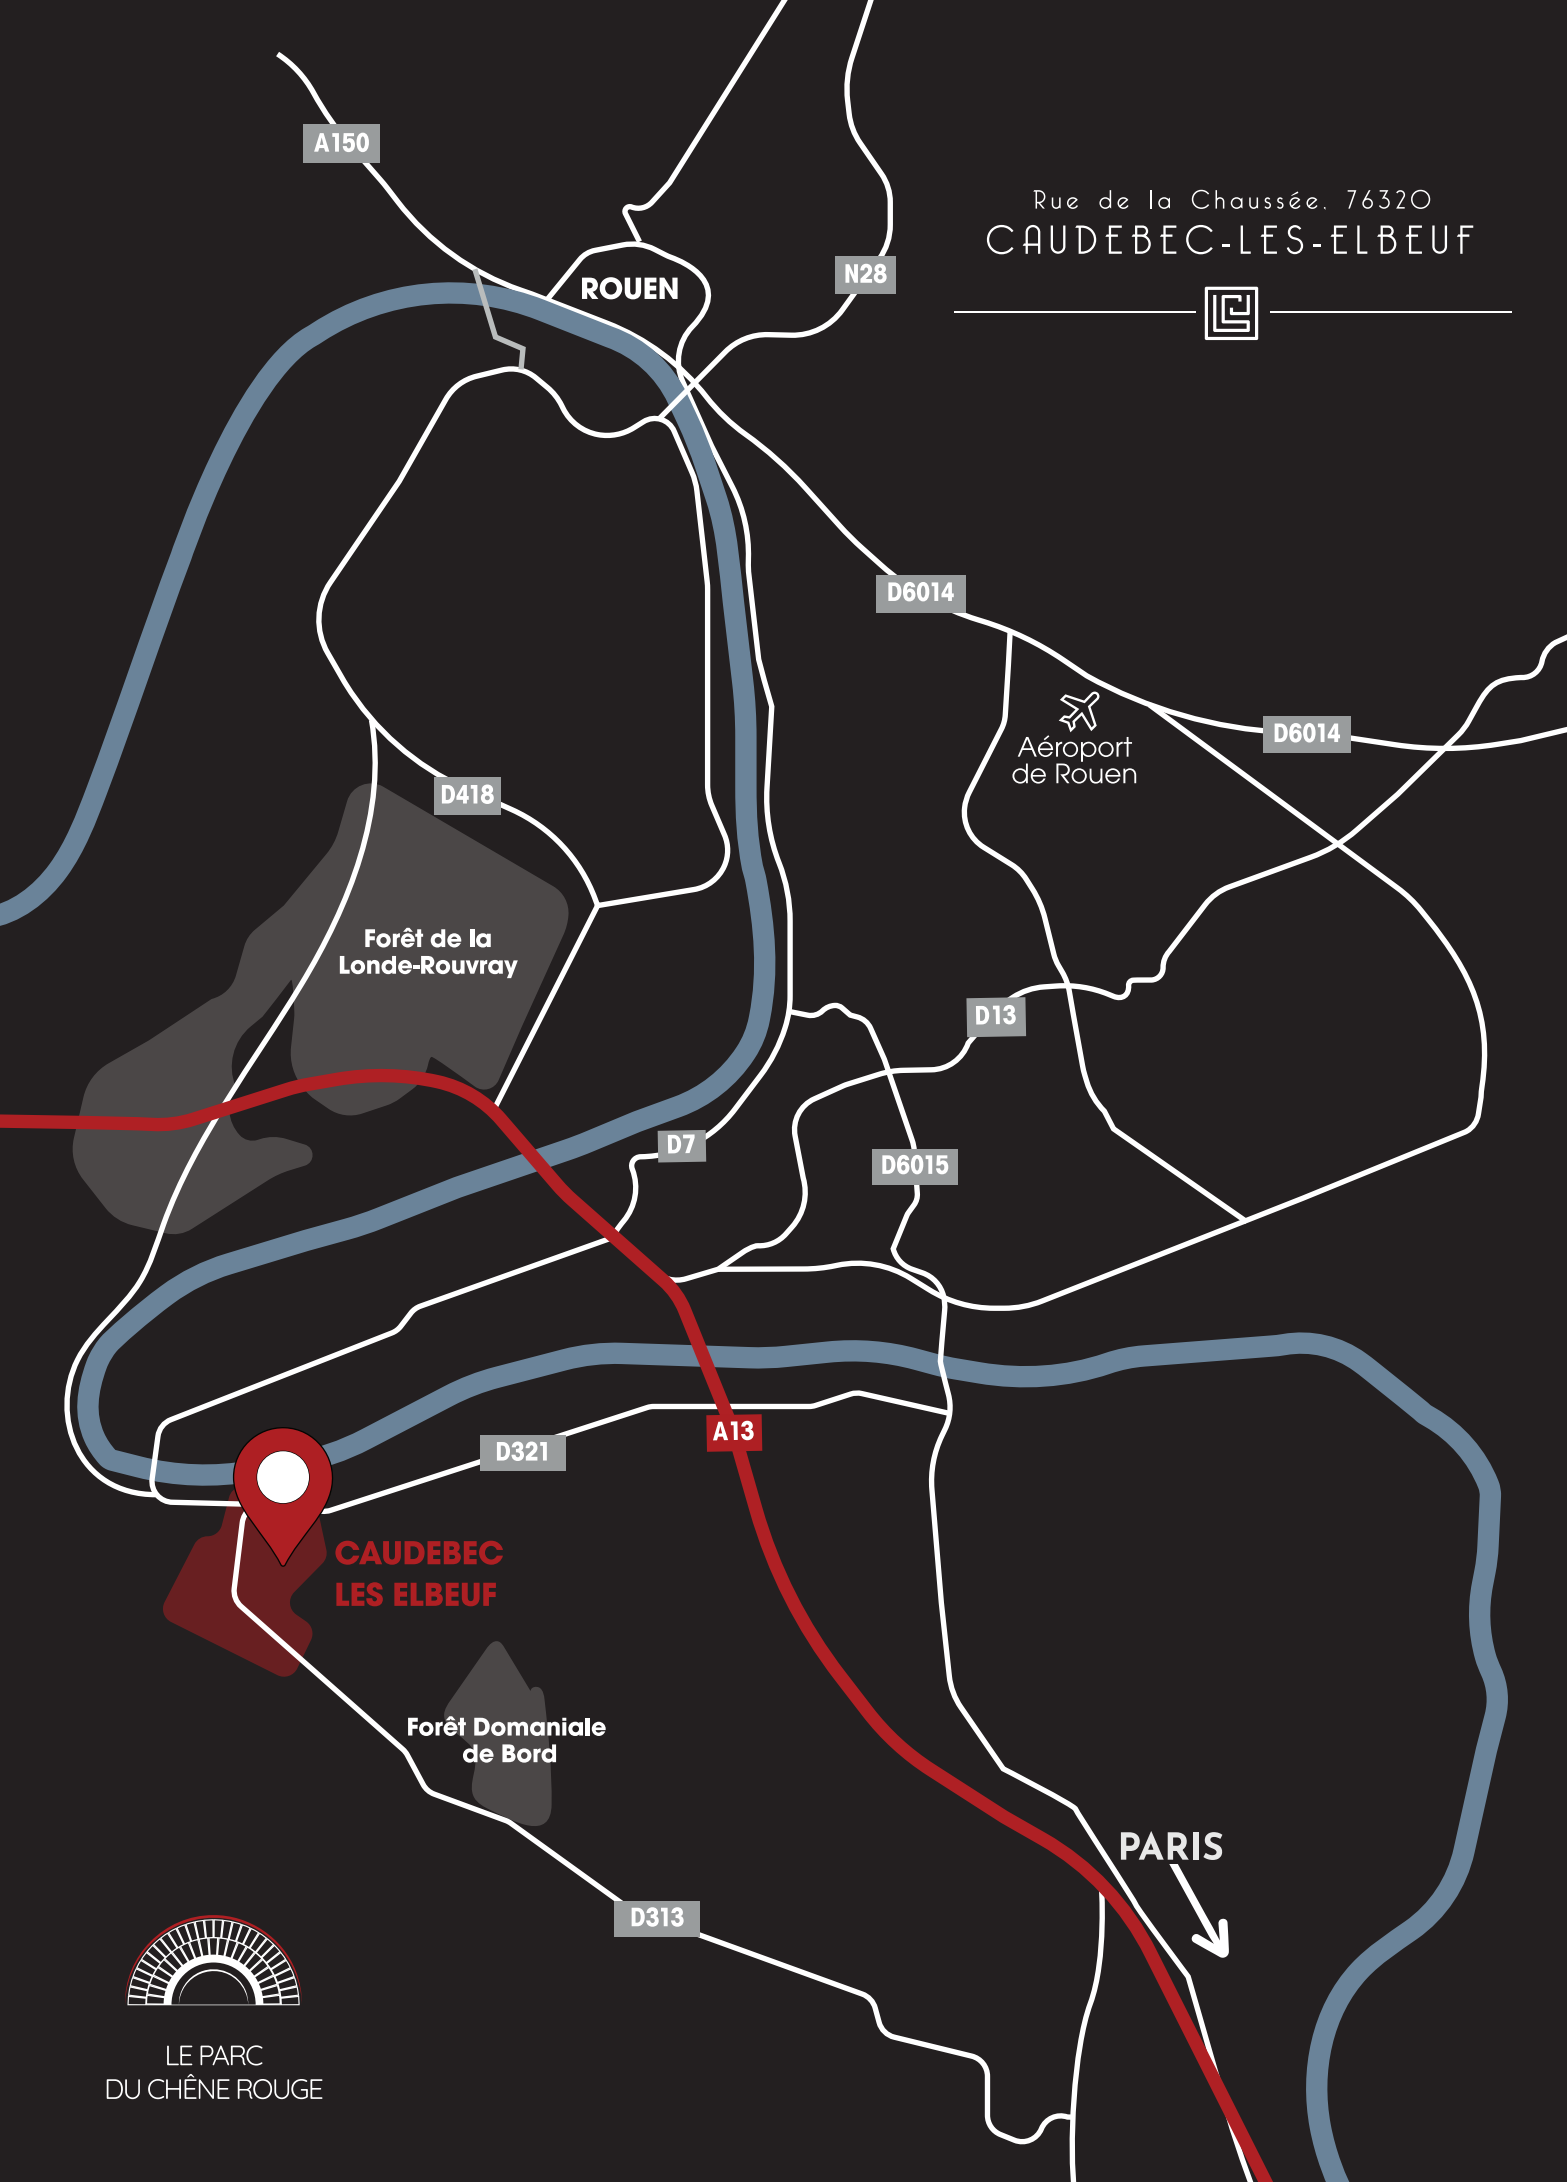 A150
Rue de la Chaussée, 76320
CAUDEBEC-LES-ELBEUF
N28
ROUEN
D6014
D6014
Aéroport
de Rouen
D418
Forêt de la
Londe-Rouvray
D13
D7
D6015
A13
D321
CAUDEBEC
LES ELBEUF
Forêt Domaniale
de Bord
PARIS
D313
LE PARC
DU CHÊNE ROUGE